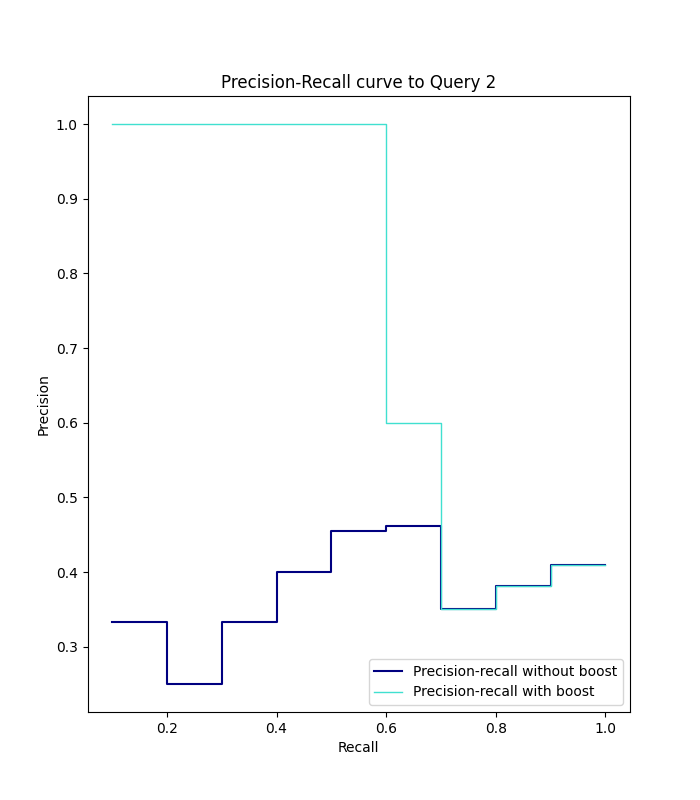 Precision-Recall curve to Query 2
1.0
0.9
0.8
0.7
0.6
0.5
0.4
0.3
Precision
0.2
0.4
0.6
0.8
1.0
Recall
Precision-recall without boost
Precision-recall with boost